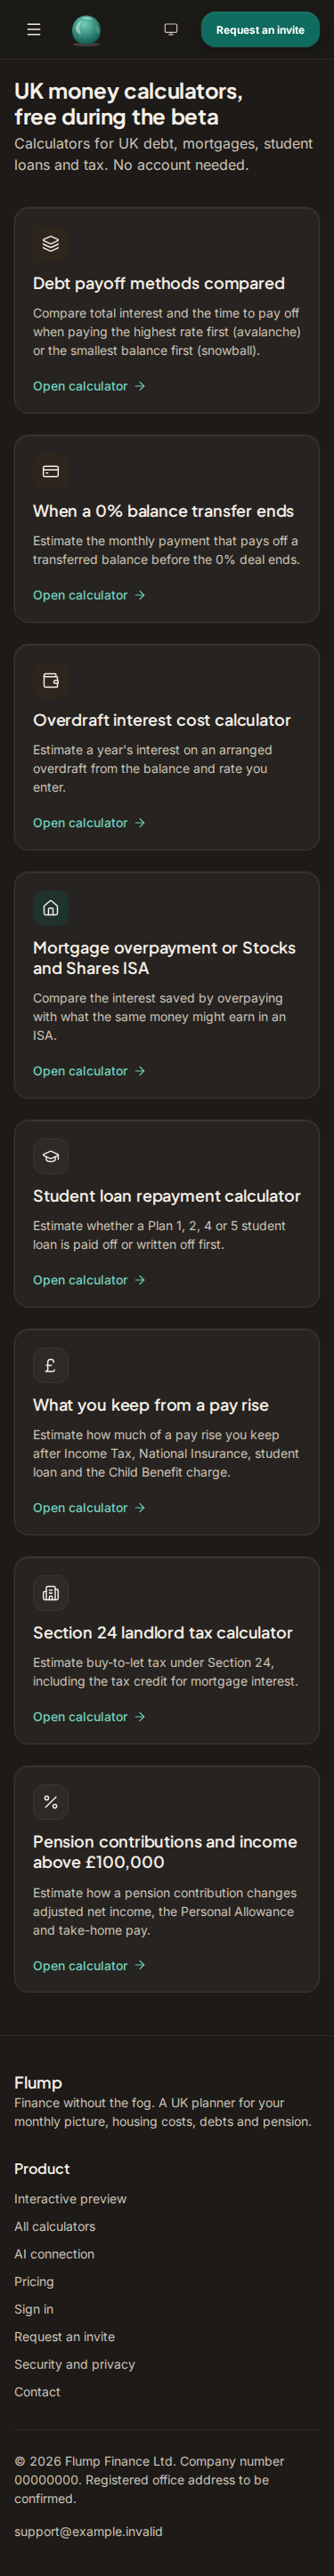 Request an invite
UK money calculators,
free during the beta
Calculators for UK debt, mortgages, student
loans and tax. No account needed.
Debt payoff methods compared
Compare total interest and the time to pay off
when paying the highest rate first (avalanche)
or the smallest balance first (snowball).
Open calculator →
When a 0% balance transfer ends
Estimate the monthly payment that pays off a
transferred balance before the 0% deal ends.
Open calculator →
Overdraft interest cost calculator
Estimate a year's interest on an arranged
overdraft from the balance and rate you
enter.
Open calculator →
Mortgage overpayment or Stocks
and Shares ISA
Compare the interest saved by overpaying
with what the same money might earn in an
ISA.
Open calculator →
Student loan repayment calculator
Estimate whether a Plan 1, 2, 4 or 5 student
loan is paid off or written off first.
Open calculator →
£
What you keep from a pay rise
Estimate how much of a pay rise you keep
after Income Tax, National Insurance, student
loan and the Child Benefit charge.
Open calculator →
Section 24 landlord tax calculator
Estimate buy-to-let tax under Section 24,
including the tax credit for mortgage interest.
Open calculator →
%
Pension contributions and income
above £100,000
Estimate how a pension contribution changes
adjusted net income, the Personal Allowance
and take-home pay.
Open calculator →
Flump
Finance without the fog. A UK planner for your
monthly picture, housing costs, debts and pension.
Product
Interactive preview
All calculators
AI connection
Pricing
Sign in
Request an invite
Security and privacy
Contact
© 2026 Flump Finance Ltd. Company number
00000000. Registered office address to be
confirmed.
support@example.invalid